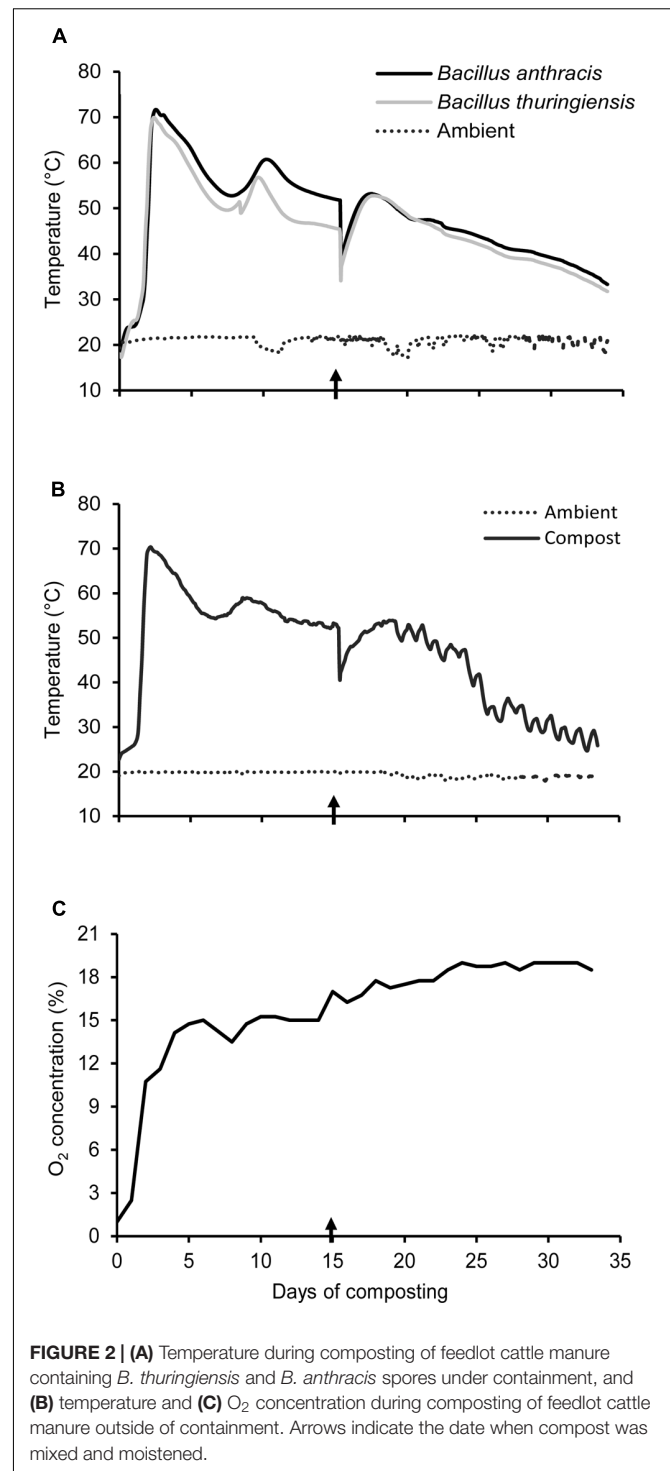 A
80
70
60
50
40
30
20
10
Temperature (°C)
Bacillus anthracis
Bacillus thuringiensis
Ambient
B
80
70
60
50
40
30
20
10
Temperature (°C)
Ambient
Compost
C
21
18
15
12
9
6
3
0
O₂ concentration (%)
0 5 10 15 20 25 30 35
Days of composting
FIGURE 2 | (A) Temperature during composting of feedlot cattle manure
containing B. thuringiensis and B. anthracis spores under containment, and
(B) temperature and (C) O₂ concentration during composting of feedlot cattle
manure outside of containment. Arrows indicate the date when compost was
mixed and moistened.